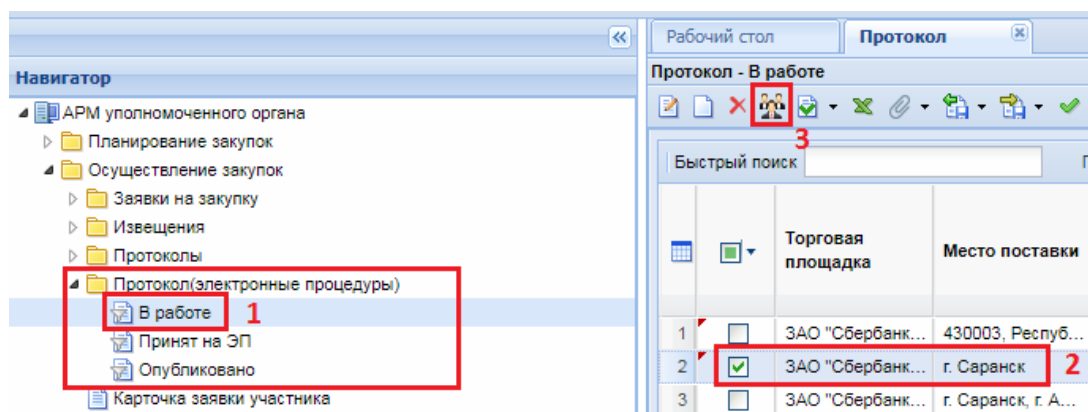 Навигатор
АРМ уполномоченного органа
Планирование закупок
Осуществление закупок
Заявки на закупку
Извещения
Протоколы
Протокол(электронные процедуры)
В работе 1
Принят на ЭП
Опубликовано
Карточка заявки участника
Рабочий стол Протокол
Протокол - В работе
3
Быстрый поиск
Торговая площадка Место поставки
1 ЗАО "Сбербанк... 430003, Респуб...
2 ЗАО "Сбербанк... г. Саранск 2
3 ЗАО "Сбербанк... г. Саранск, г. А...